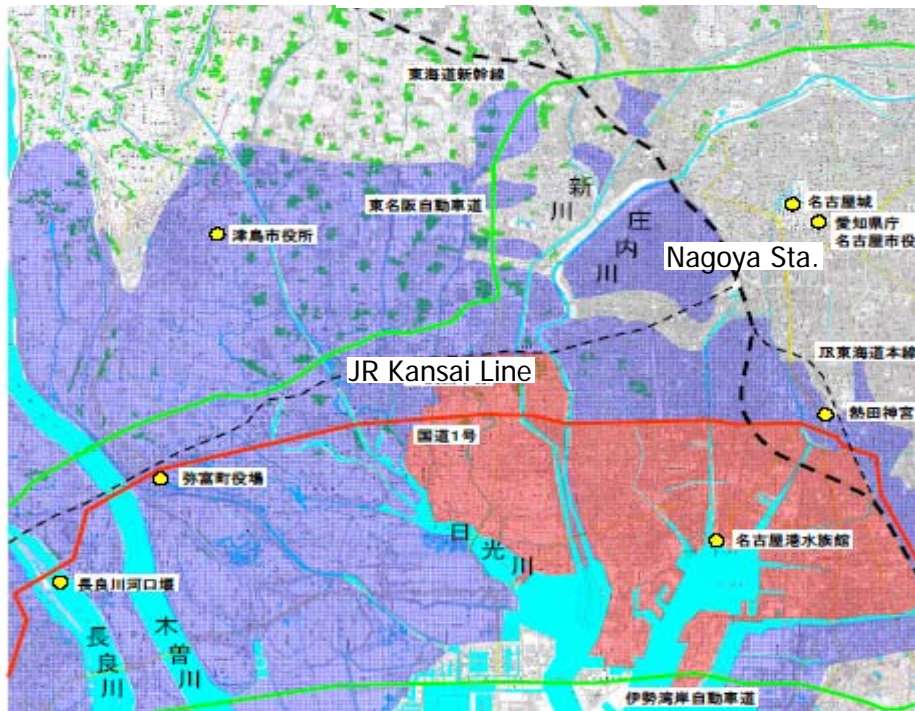 東海道新幹線
東名阪自動車道
新川
庄内川
名古屋城
愛知県庁
名古屋市役
津島市役所
Nagoya Sta.
JR東海道本線
JR Kansai Line
熱田神宮
国道1号
弥富町役場
日光川
名古屋港水族館
長良川河口堰
木曽川
長良川
伊勢湾岸自動車道